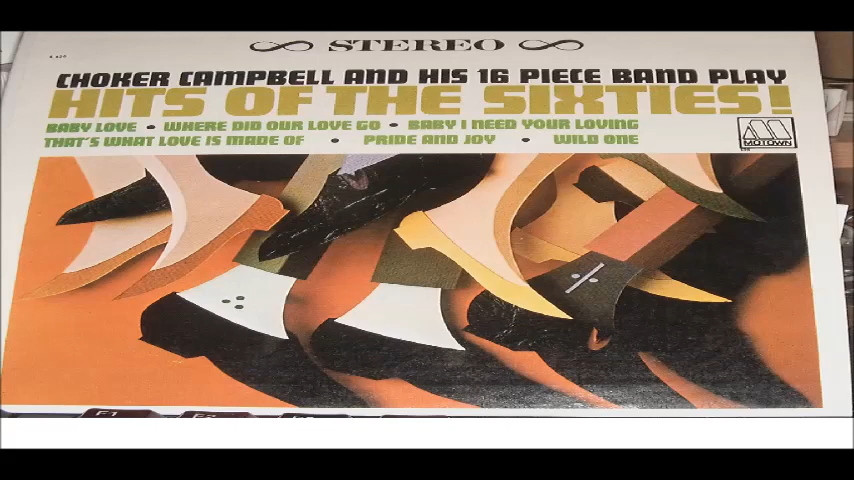 STEREO
CHOKER CAMPBELL AND HIS 16 PIECE BAND PLAY
HITS OF THE SIXTIES!
BABY LOVE • WHERE DID OUR LOVE GO • BABY I NEED YOUR LOVING
THAT'S WHAT LOVE IS MADE OF • PRIDE AND JOY • WILD ONE
MOTOWN
F1